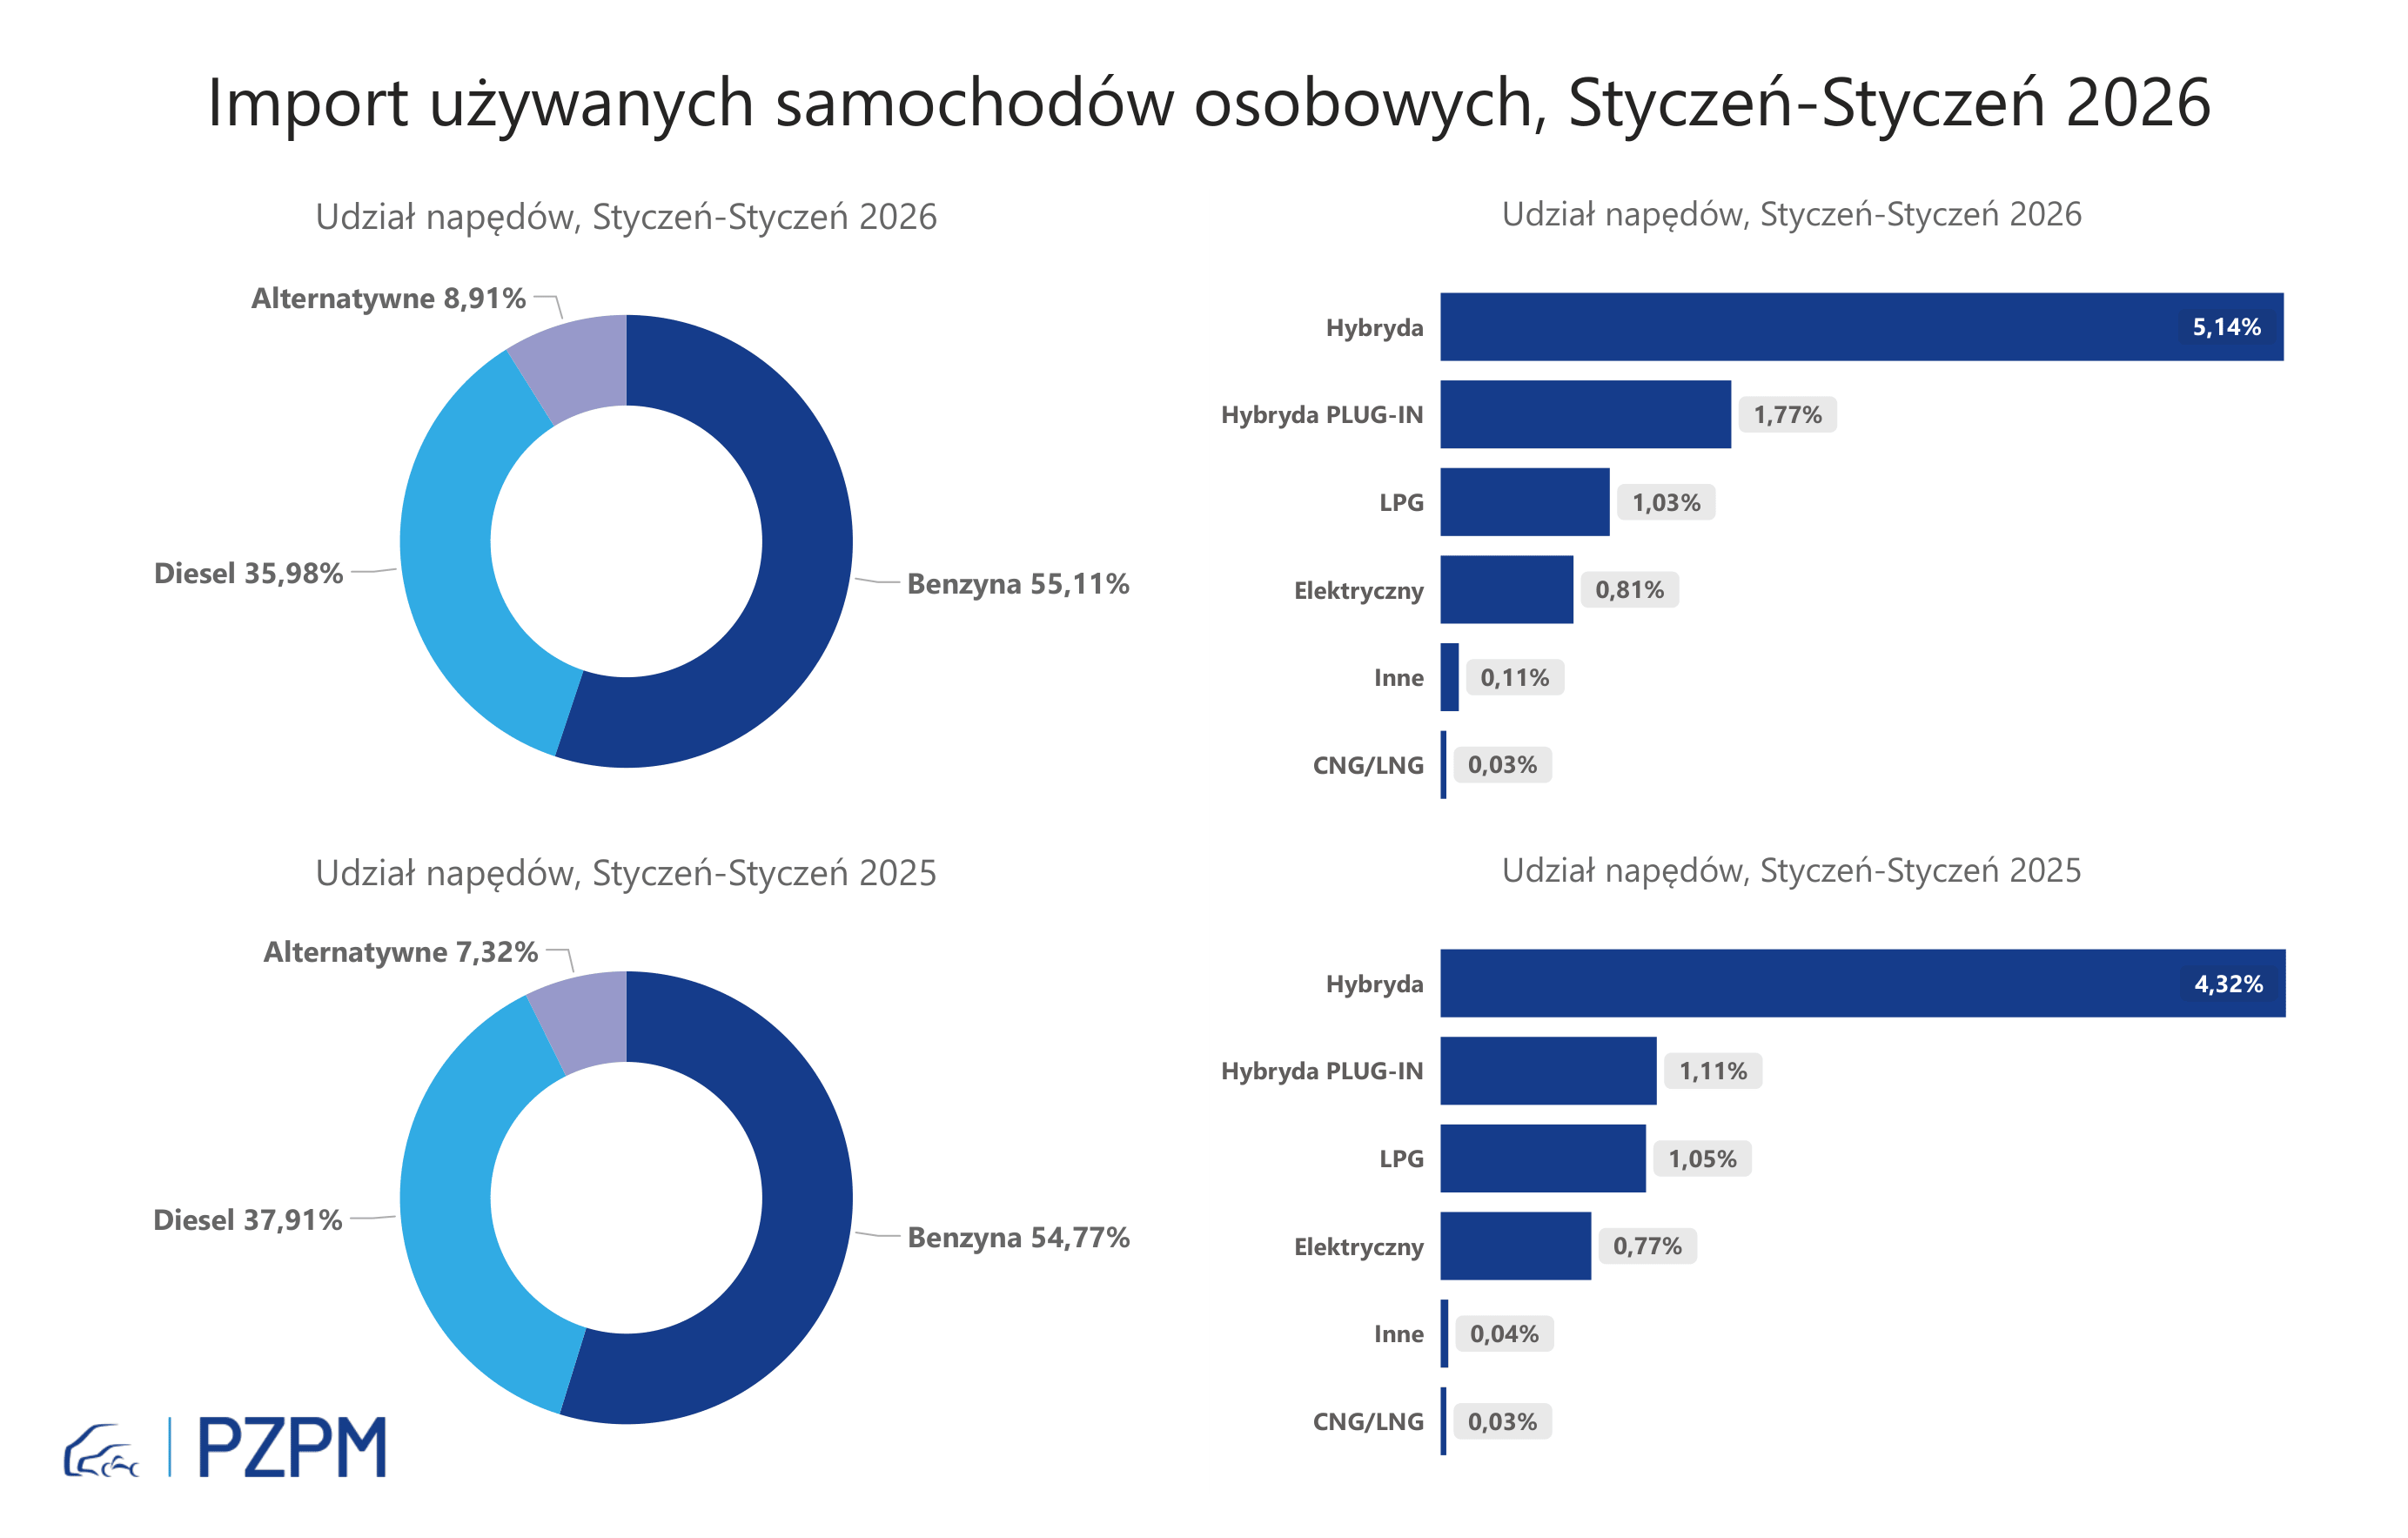 Import używanych samochodów osobowych, Styczeń-Styczeń 2026
Udział napędów, Styczeń-Styczeń 2026
Alternatywne 8,91%
Diesel 35,98%
Benzyna 55,11%
Udział napędów, Styczeń-Styczeń 2026
Hybryda 5,14%
Hybryda PLUG-IN 1,77%
LPG 1,03%
Elektryczny 0,81%
Inne 0,11%
CNG/LNG 0,03%
Udział napędów, Styczeń-Styczeń 2025
Alternatywne 7,32%
Diesel 37,91%
Benzyna 54,77%
Udział napędów, Styczeń-Styczeń 2025
Hybryda 4,32%
Hybryda PLUG-IN 1,11%
LPG 1,05%
Elektryczny 0,77%
Inne 0,04%
CNG/LNG 0,03%
PZPM